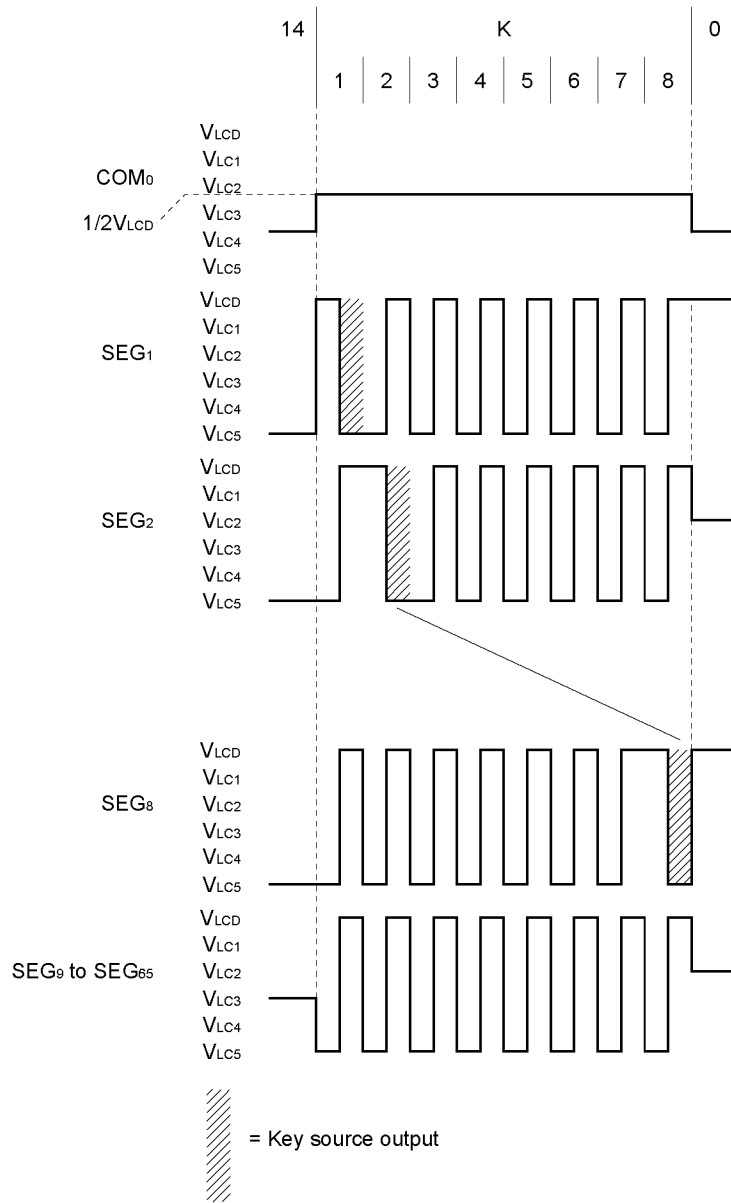 14 K 0
1 2 3 4 5 6 7 8
VLCD
VLC1
COM0
VLC2
1/2VLCD
VLC3
VLC4
VLC5
VLCD
VLC1
SEG1
VLC2
VLC3
VLC4
VLC5
VLCD
VLC1
SEG2
VLC2
VLC3
VLC4
VLC5
VLCD
VLC1
SEG8
VLC2
VLC3
VLC4
VLC5
VLCD
VLC1
SEG9 to SEG65
VLC2
VLC3
VLC4
VLC5
= Key source output